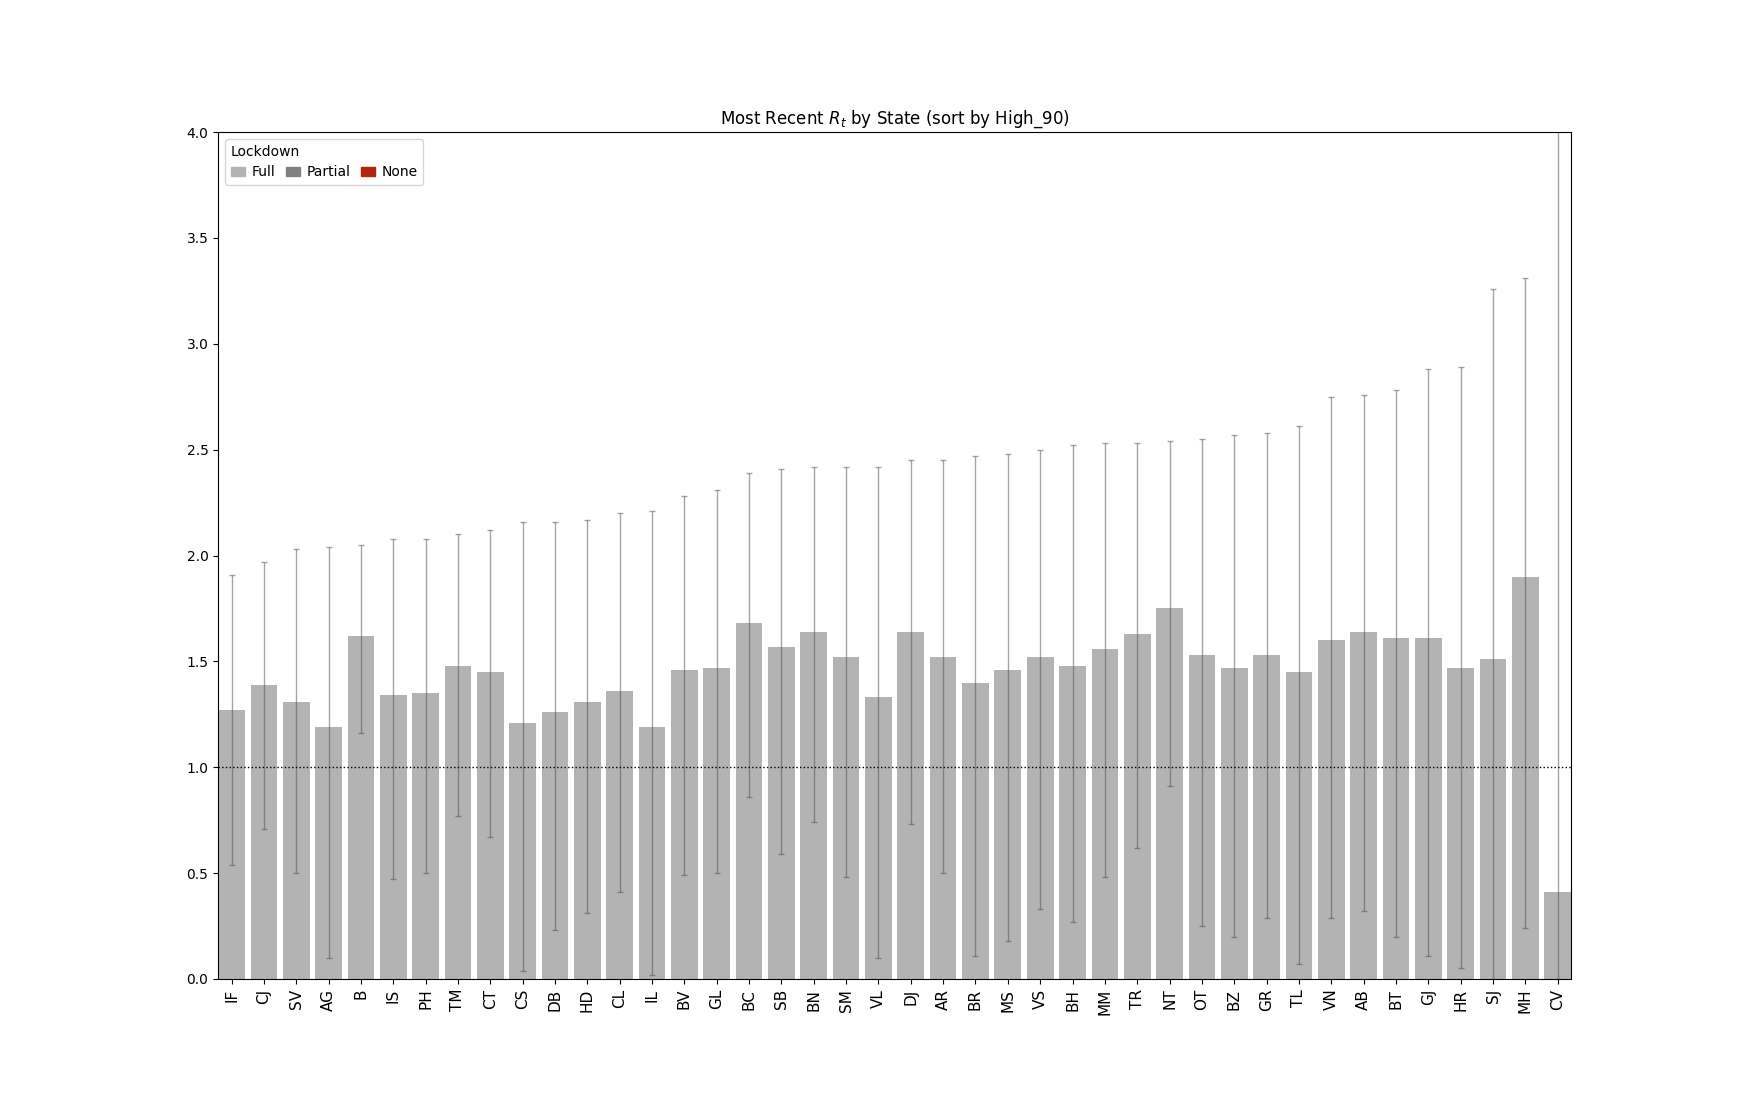 Most Recent R_t by State (sort by High_90)
Lockdown
Full Partial None
4.0
3.5
3.0
2.5
2.0
1.5
1.0
0.5
0.0
IF CJ SV AG B IS PH TM CT CS DB HD CL IL BV GL BC SB BN SM VL DJ AR BR MS VS BH MM TR NT OT BZ GR TL VN AB BT GJ HR SJ MH CV